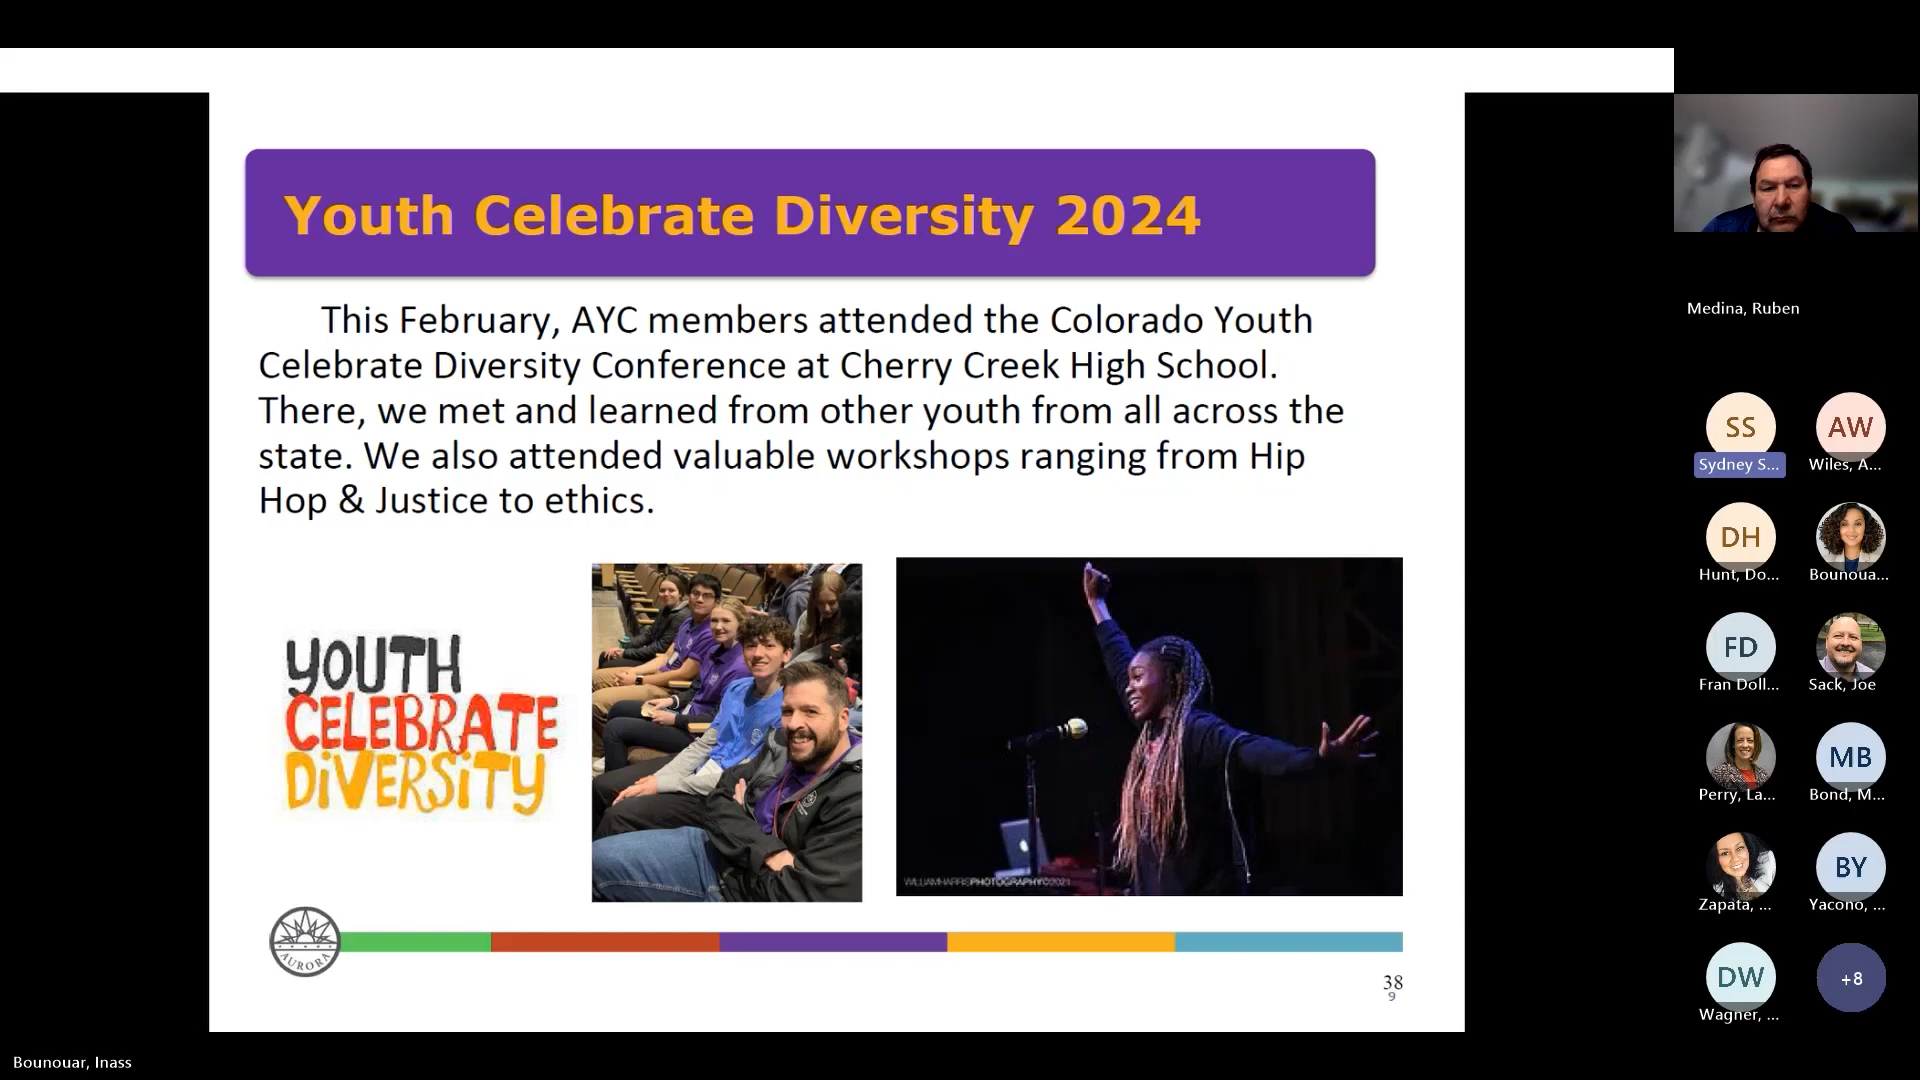 Youth Celebrate Diversity 2024
This February, AYC members attended the Colorado Youth
Celebrate Diversity Conference at Cherry Creek High School.
There, we met and learned from other youth from all across the
state. We also attended valuable workshops ranging from Hip
Hop & Justice to ethics.
YOUTH
CELEBRATE
DiVERSiTY
WILLIAMHARRISPHOTOGRAPHY©2021
AURORA
38
9
Medina, Ruben
SS
Sydney S...
AW
Wiles, A...
DH
Hunt, Do...
Bounoua...
FD
Fran Doll...
Sack, Joe
Perry, La...
MB
Bond, M...
Zapata, ...
BY
Yacono, ...
DW
Wagner, ...
+8
Bounouar, Inass